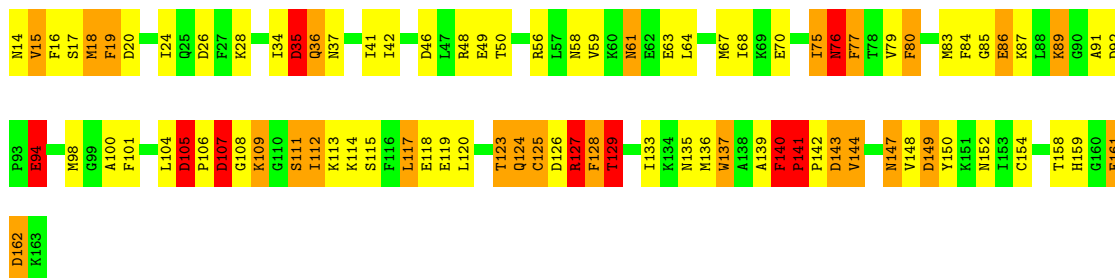 N14 V15 F16 S17 M18 F19 D20 I24 Q25 D26 F27 K28 I34 D35 Q36 N37 I41 I42 D46 L47 R48 E49 T50 R56 L57 N58 V59 K60 N61 E62 E63 L64 M67 I68 K69 E70 I75 N76 F77 T78 V79 F80 M83 F84 G85 E86 K87 L88 K89 G90 A91
P93 E94 M98 G99 A100 F101 L104 D105 P106 D107 G108 K109 G110 S111 I112 K113 K114 S115 F116 L117 E118 E119 L120 T123 Q124 C125 D126 R127 F128 T129 I133 K134 N135 M136 W137 A138 A139 F140 P141 P142 D143 V144 N147 V148 D149 Y150 K151 N152 I153 C154 T158 H159 G160
D162 K163